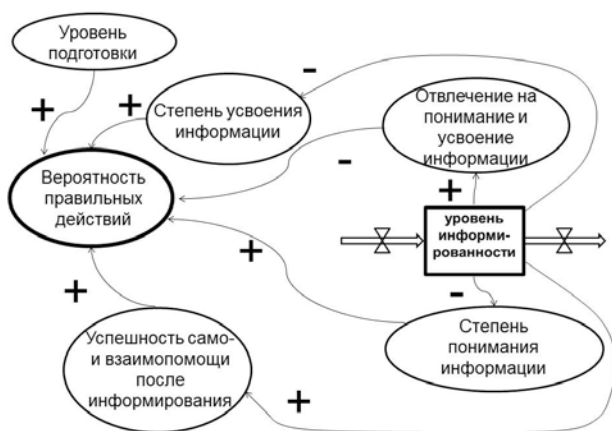 Уровень
подготовки
+
+
-
Степень усвоения
информации
Отвлечение на
понимание и
усвоение
информации
-
+
Вероятность
правильных
действий
уровень
информи-
рованности
+
-
+
Степень
понимания
информации
Успешность само-
и взаимопомощи
после
информирования
+